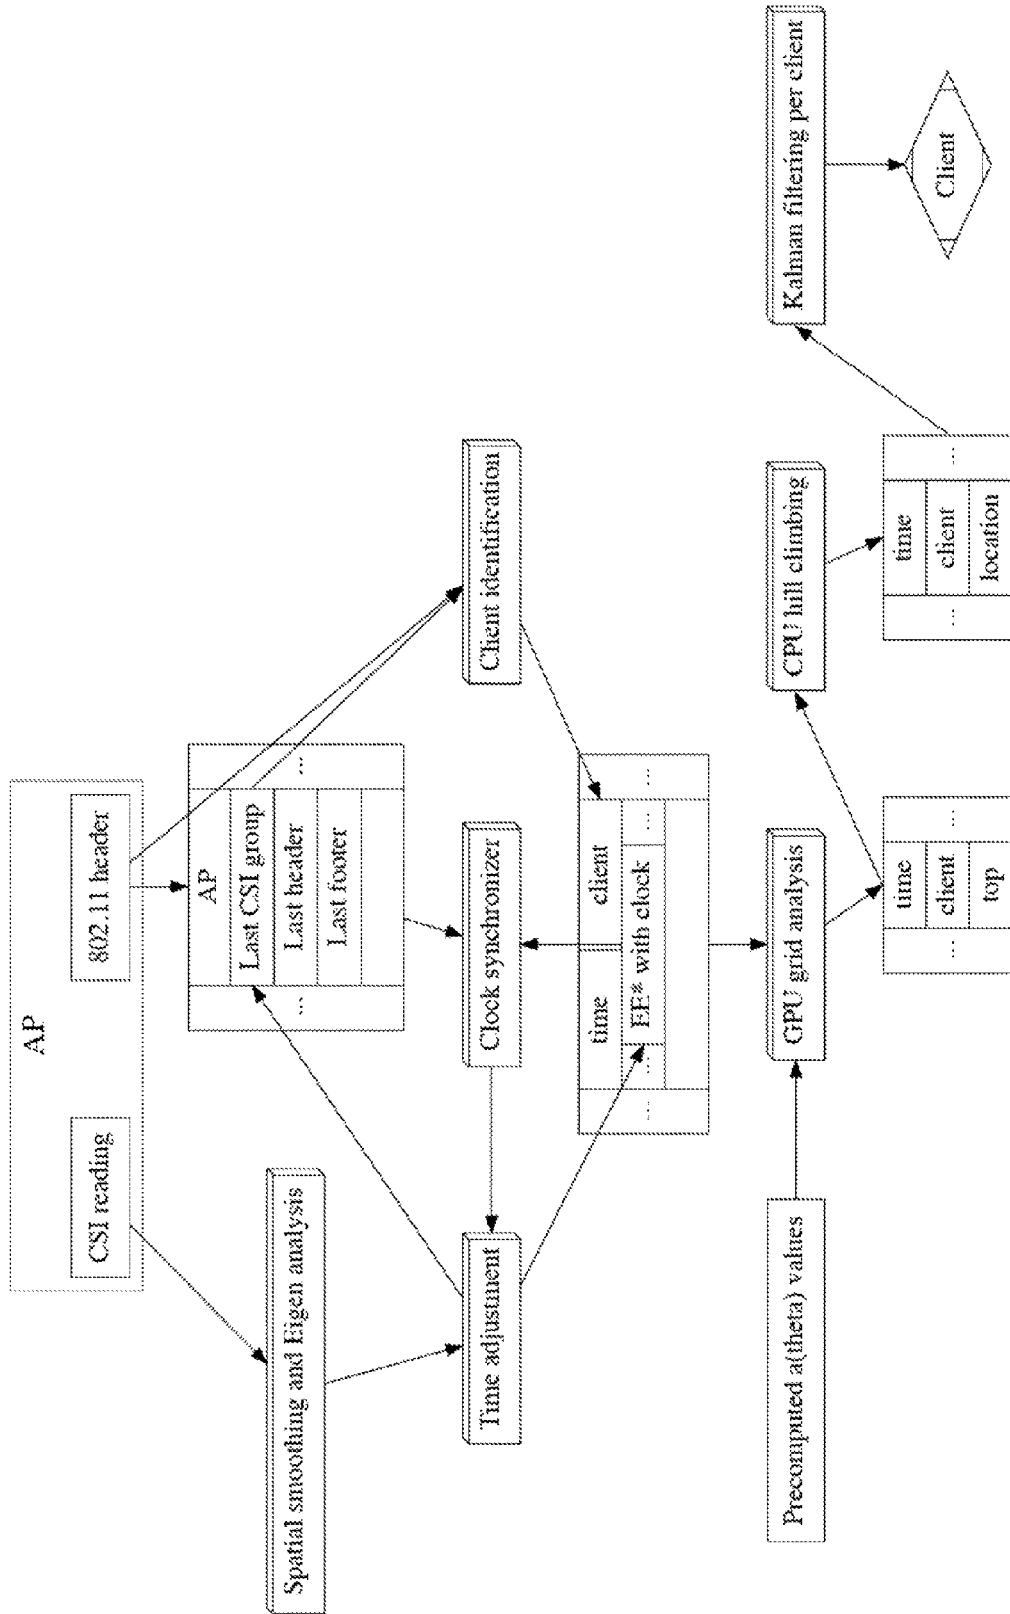 AP
CSI reading
802.11 header
Spatial smoothing and Eigen analysis
... AP ...
Last CSI group
Last header
Last footer
Time adjustment
Clock synchronizer
Client identification
... time client ...
... EE* with clock ...
Precomputed a(theta) values
GPU grid analysis
CPU hill climbing
Kalman filtering per client
... time ...
client
top
... time ...
client
location
Client